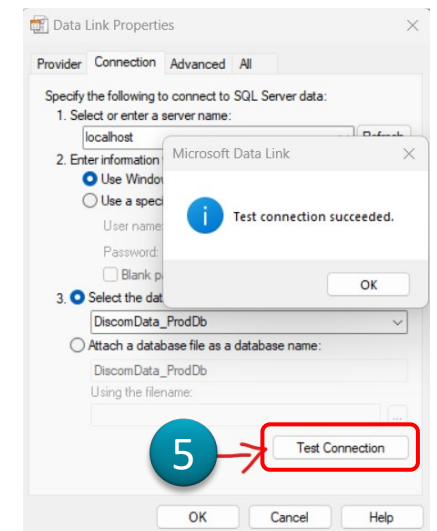 Data Link Properties
Provider Connection Advanced All
Specify the following to connect to SQL Server data:
1. Select or enter a server name:
localhost
Refresh
2. Enter information
Use Windo
Use a speci
User name:
Password:
Blank p
Microsoft Data Link
Test connection succeeded.
OK
3. Select the dat
DiscomData_ProdDb
Attach a database file as a database name:
DiscomData_ProdDb
Using the filename:
...
5
Test Connection
OK Cancel Help